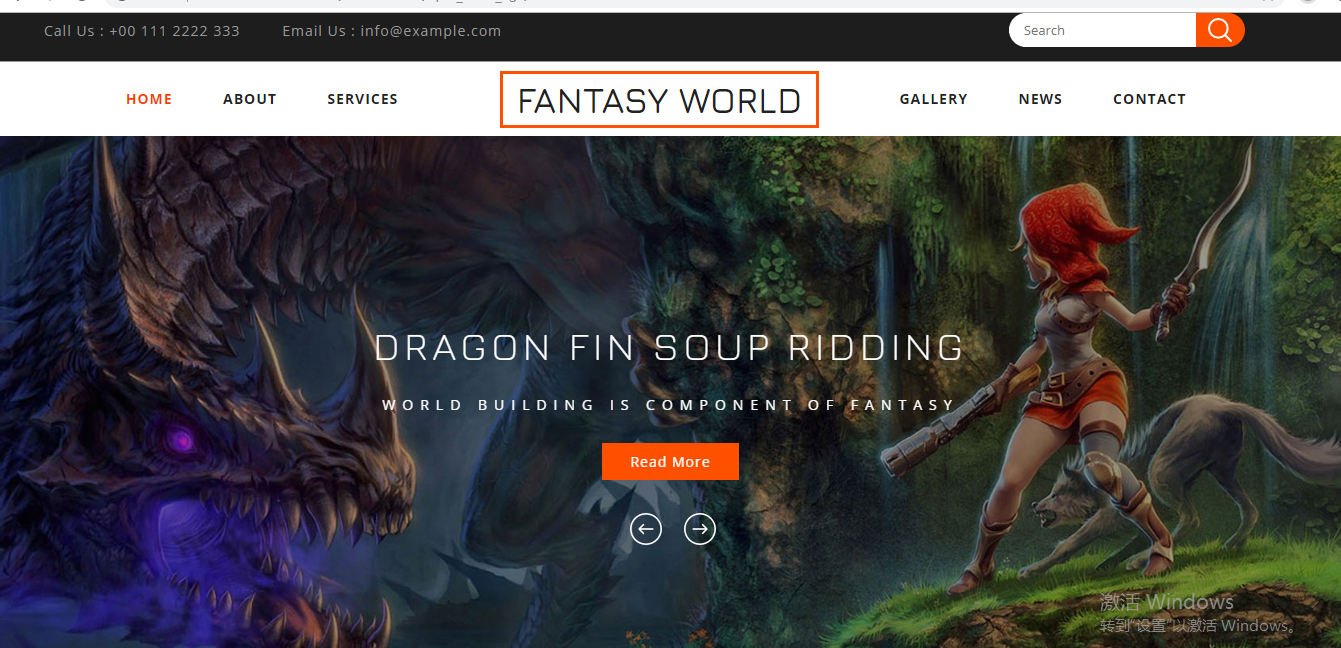 Call Us : +00 111 2222 333 Email Us : info@example.com Search
HOME ABOUT SERVICES FANTASY WORLD GALLERY NEWS CONTACT
DRAGON FIN SOUP RIDDING
WORLD BUILDING IS COMPONENT OF FANTASY
Read More
激活 Windows
转到“设置”以激活 Windows。